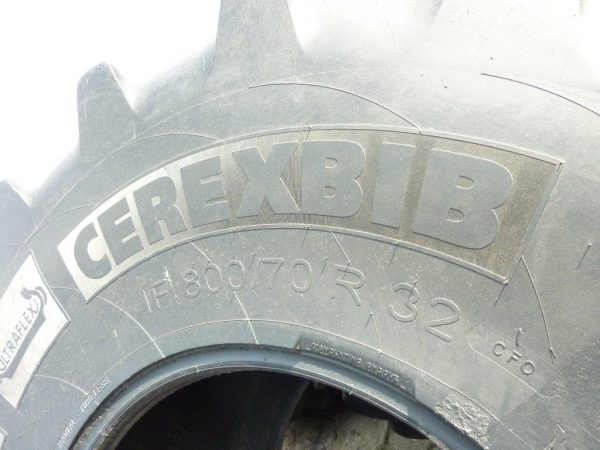 CEREXBIB
IF 800/70 R 32
CFO
ULTRAFLEX